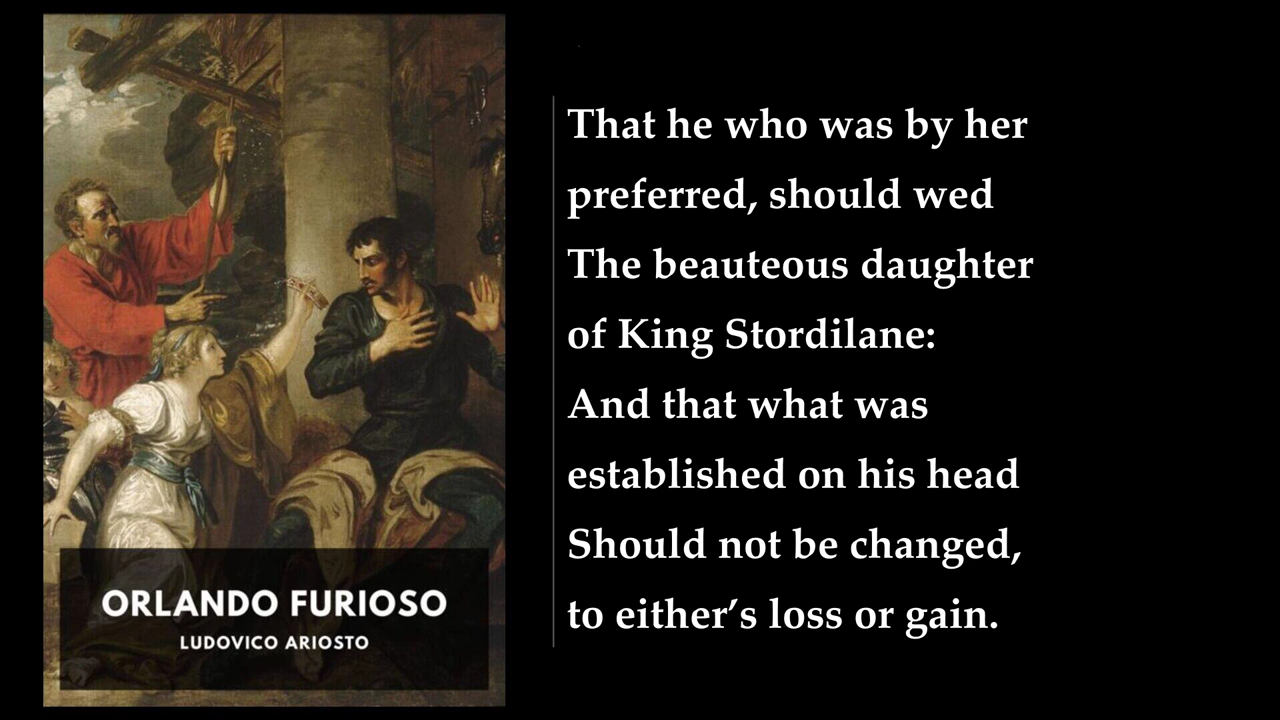 ORLANDO FURIOSO
LUDOVICO ARIOSTO
That he who was by her
preferred, should wed
The beauteous daughter
of King Stordilane:
And that what was
established on his head
Should not be changed,
to either’s loss or gain.